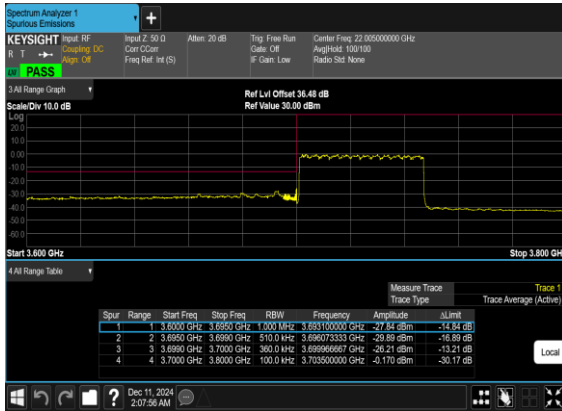 Spectrum Analyzer 1
Spurious Emissions
+
KEYSIGHT Input: RF Input Z: 50 Ω Atten: 20 dB Trig: Free Run Center Freq: 22.005000000 GHz
R T Coupling: DC Corr CCorr Gate: Off Avg|Hold: 100/100
Align: Off Freq Ref: Int (S) IF Gain: Low Radio Std: None
LXI PASS
3 All Range Graph
Ref Lvl Offset 36.48 dB
Scale/Div 10.0 dB Ref Value 30.00 dBm
Log
20.0
10.0
0.00
-10.0
-20.0
-30.0
-40.0
-50.0
-60.0
Start 3.600 GHz Stop 3.800 GHz
4 All Range Table
Measure Trace Trace 1
Trace Type Trace Average (Active)
Spur Range Start Freq Stop Freq RBW Frequency Amplitude ΔLimit
1 1 3.6000 GHz 3.6950 GHz 1.000 MHz 3.693100000 GHz -27.84 dBm -14.84 dB
2 2 3.6950 GHz 3.6990 GHz 510.0 kHz 3.696073333 GHz -29.89 dBm -16.89 dB
3 3 3.6990 GHz 3.7000 GHz 360.0 kHz 3.699966667 GHz -26.21 dBm -13.21 dB
4 4 3.7000 GHz 3.8000 GHz 100.0 kHz 3.703500000 GHz -0.170 dBm -30.17 dB
Local
? Dec 11, 2024
2:07:56 AM